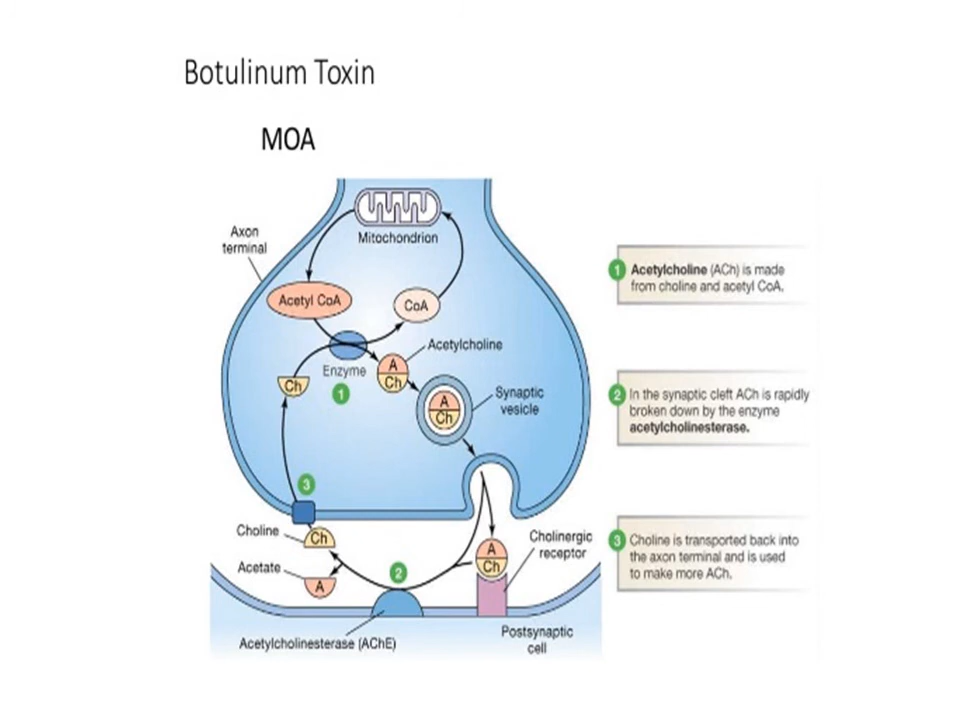 Botulinum Toxin
MOA
Mitochondrion
Axon
terminal
Acetyl CoA
CoA
Acetylcholine
A
Ch
Enzyme
1
Ch
A
Ch
Synaptic
vesicle
3
Choline
Ch
Acetate
A
2
A
Ch
Cholinergic
receptor
Acetylcholinesterase (AChE)
Postsynaptic
cell
1 Acetylcholine (ACh) is made
from choline and acetyl CoA.
2 In the synaptic cleft ACh is rapidly
broken down by the enzyme
acetylcholinesterase.
3 Choline is transported back into
the axon terminal and is used
to make more ACh.